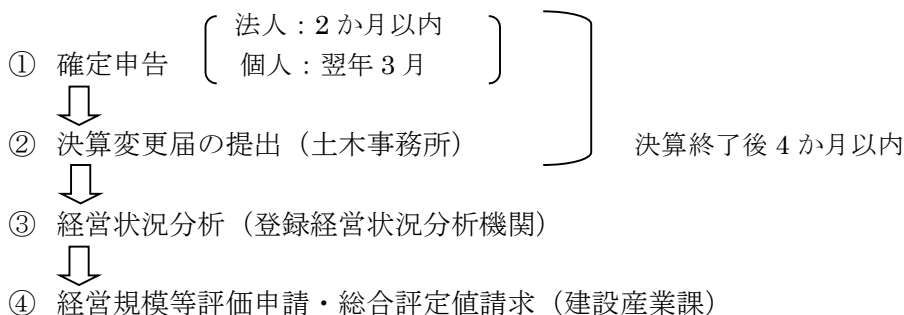 法人：2か月以内
① 確定申告
個人：翌年3月
② 決算変更届の提出（土木事務所）
決算終了後4か月以内
③ 経営状況分析（登録経営状況分析機関）
④ 経営規模等評価申請・総合評定値請求（建設産業課）